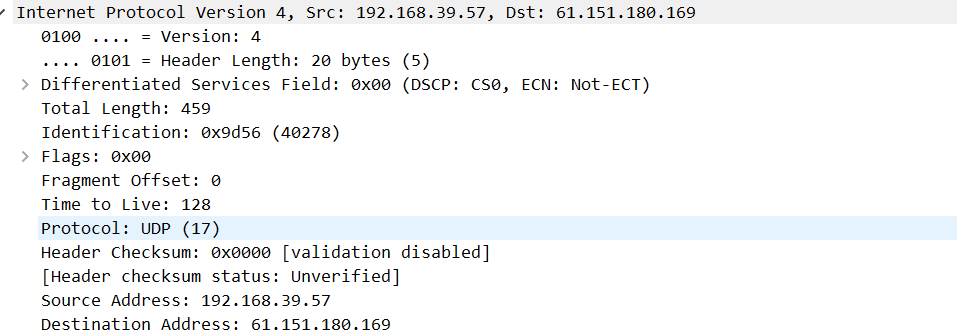 Internet Protocol Version 4, Src: 192.168.39.57, Dst: 61.151.180.169
0100 .... = Version: 4
.... 0101 = Header Length: 20 bytes (5)
Differentiated Services Field: 0x00 (DSCP: CS0, ECN: Not-ECT)
Total Length: 459
Identification: 0x9d56 (40278)
Flags: 0x00
Fragment Offset: 0
Time to Live: 128
Protocol: UDP (17)
Header Checksum: 0x0000 [validation disabled]
[Header checksum status: Unverified]
Source Address: 192.168.39.57
Destination Address: 61.151.180.169